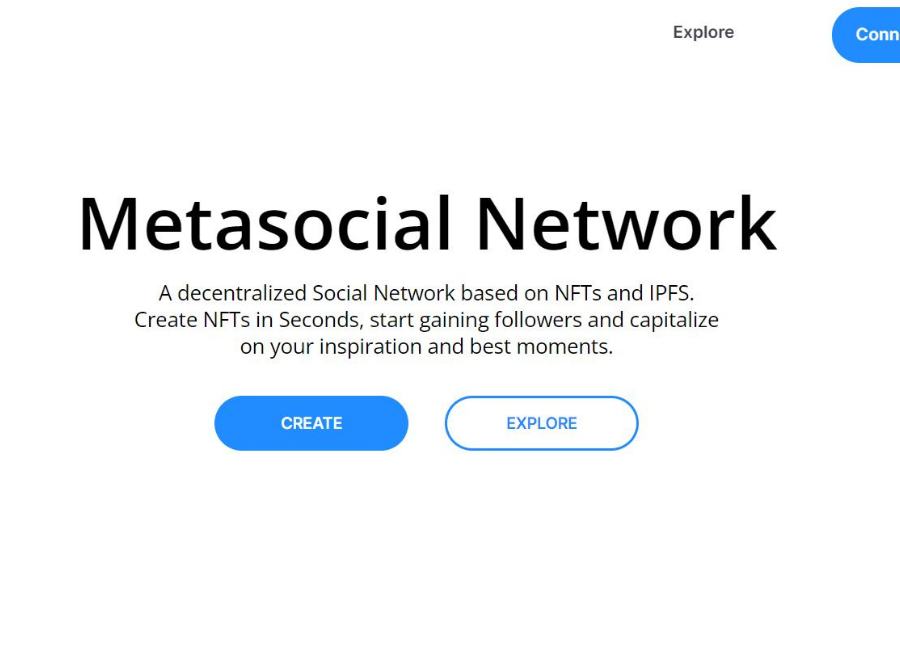 Explore
Conn
Metasocial Network
A decentralized Social Network based on NFTs and IPFS.
Create NFTs in Seconds, start gaining followers and capitalize
on your inspiration and best moments.
CREATE
EXPLORE